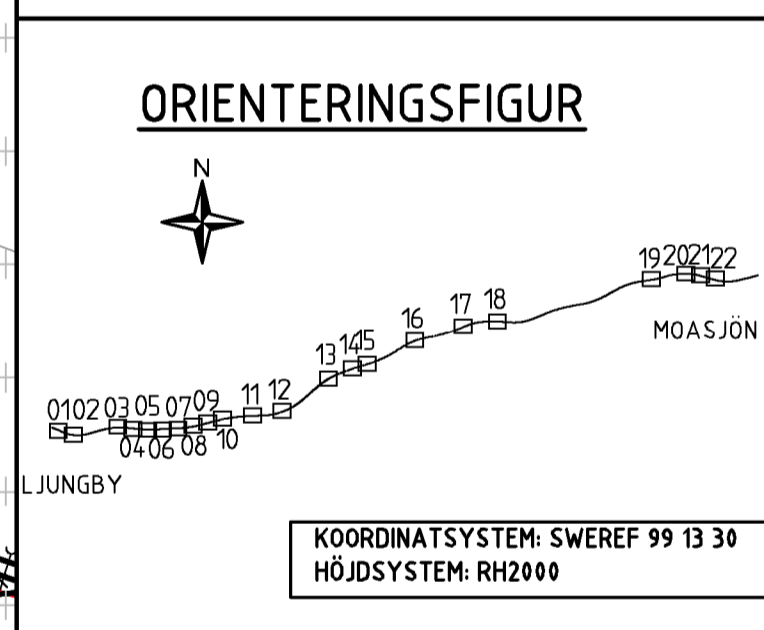 ORIENTERINGSFIGUR
N
19 20 21 22
MOASJÖN
16 17 18
13 14 15
01 02 03 05 07 09 11 12
04 06 08 10
LJUNGBY
KOORDINATSYSTEM: SWEREF 99 13 30
HÖJDSYSTEM: RH2000